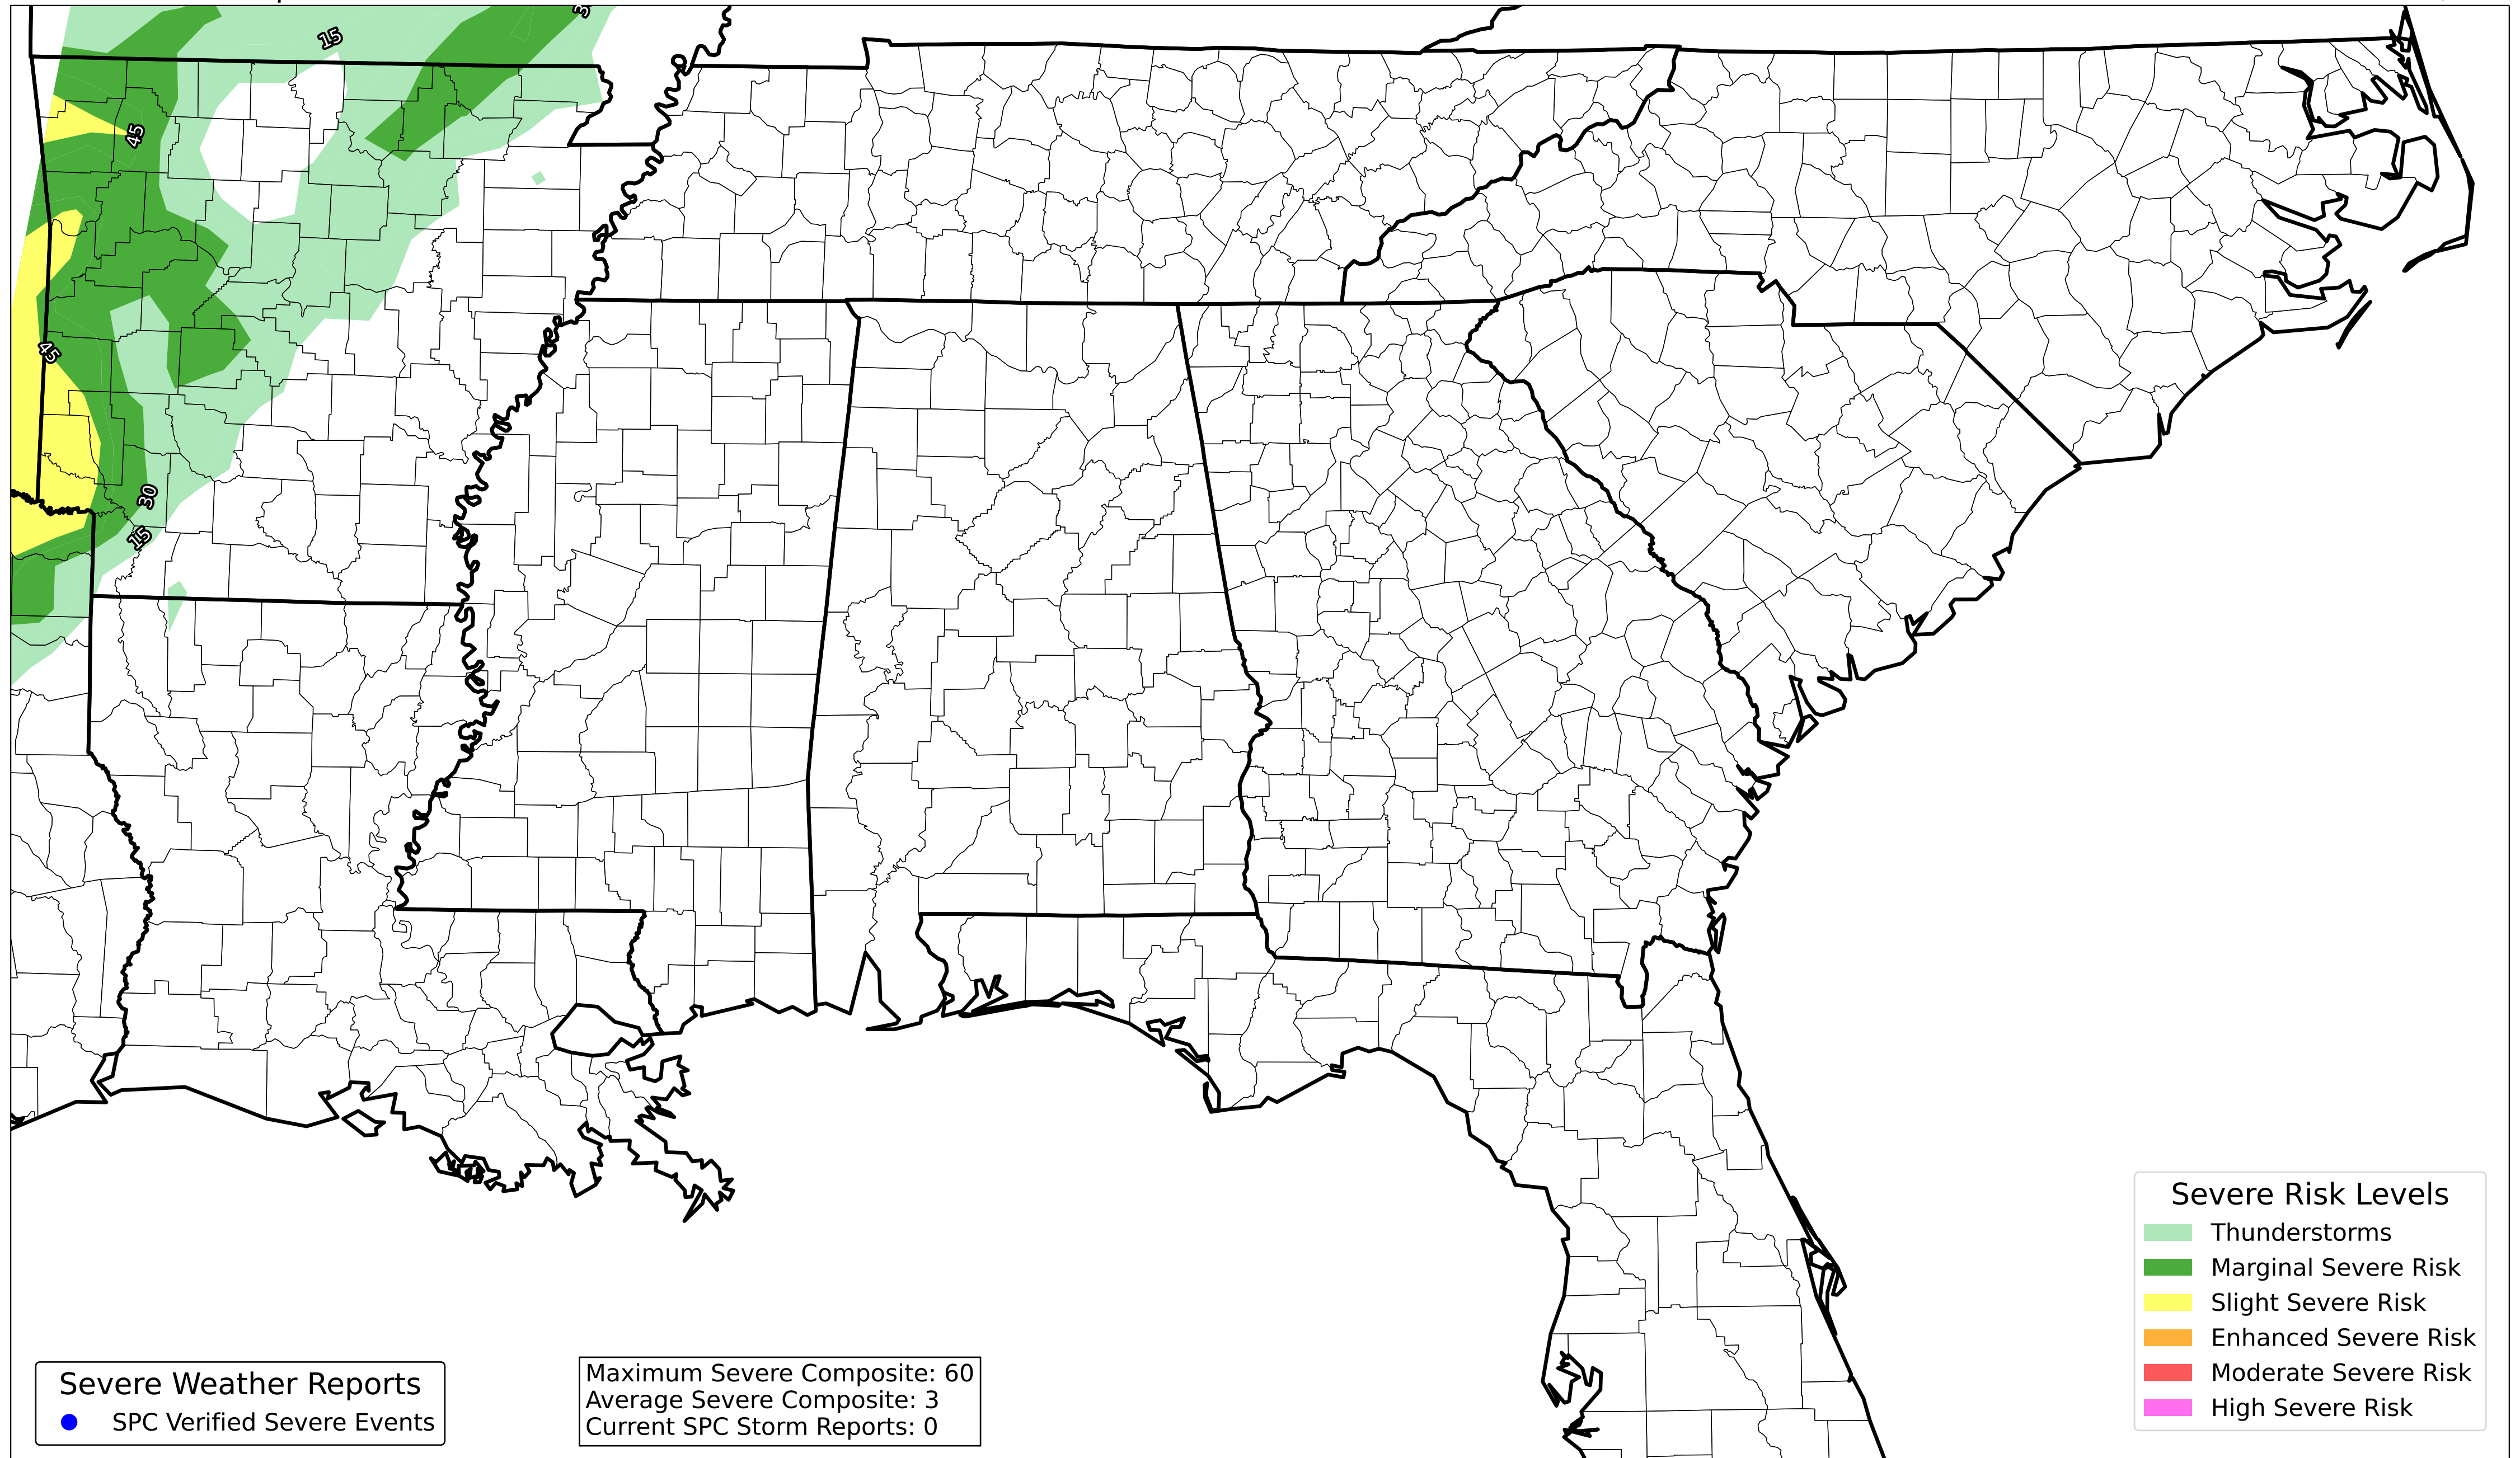 15
45
45
30
15
Severe Risk Levels
Thunderstorms
Marginal Severe Risk
Slight Severe Risk
Enhanced Severe Risk
Moderate Severe Risk
High Severe Risk
Severe Weather Reports
SPC Verified Severe Events
Maximum Severe Composite: 60
Average Severe Composite: 3
Current SPC Storm Reports: 0